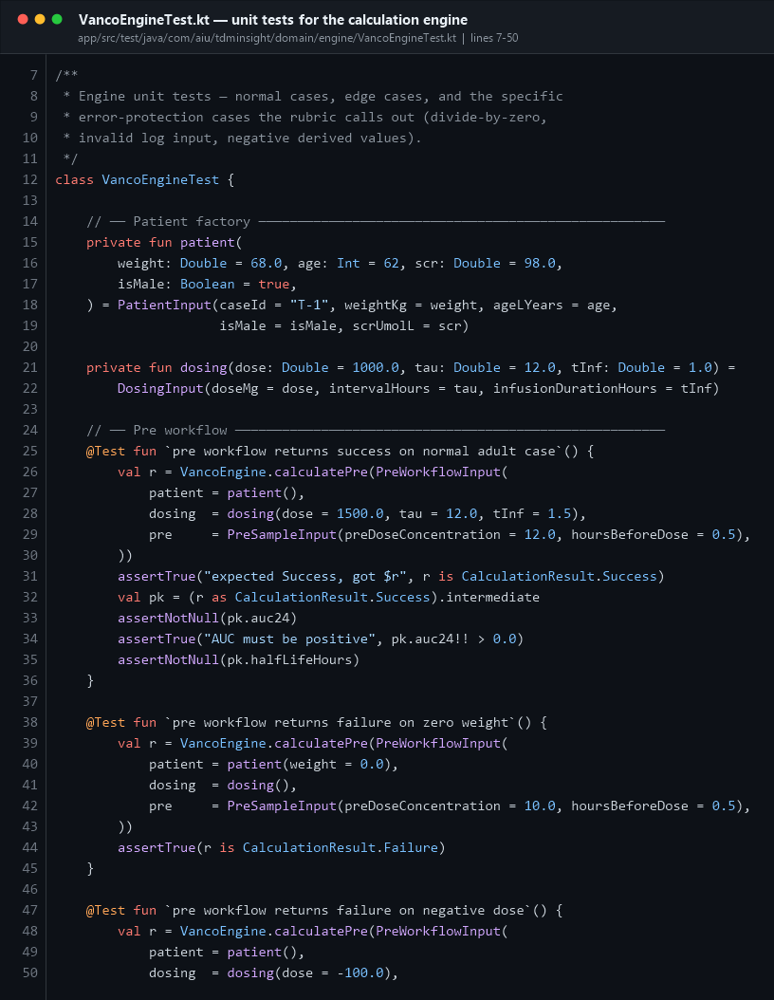 VancoEngineTest.kt — unit tests for the calculation engine
app/src/test/java/com/aiu/tdminsight/domain/engine/VancoEngineTest.kt | lines 7-50
7 /**
8  * Engine unit tests — normal cases, edge cases, and the specific
9  * error-protection cases the rubric calls out (divide-by-zero,
10  * invalid log input, negative derived values).
11  */
12 class VancoEngineTest {
13
14     // —— Patient factory ————————————————————————————————————————————————————
15     private fun patient(
16         weight: Double = 68.0, age: Int = 62, scr: Double = 98.0,
17         isMale: Boolean = true,
18     ) = PatientInput(caseId = "T-1", weightKg = weight, ageLYears = age,
19                      isMale = isMale, scrUmolL = scr)
20
21     private fun dosing(dose: Double = 1000.0, tau: Double = 12.0, tInf: Double = 1.0) =
22         DosingInput(doseMg = dose, intervalHours = tau, infusionDurationHours = tInf)
23
24     // —— Pre workflow ———————————————————————————————————————————————————————
25     @Test fun `pre workflow returns success on normal adult case`() {
26         val r = VancoEngine.calculatePre(PreWorkflowInput(
27             patient = patient(),
28             dosing  = dosing(dose = 1500.0, tau = 12.0, tInf = 1.5),
29             pre     = PreSampleInput(preDoseConcentration = 12.0, hoursBeforeDose = 0.5),
30         ))
31         assertTrue("expected Success, got $r", r is CalculationResult.Success)
32         val pk = (r as CalculationResult.Success).intermediate
33         assertNotNull(pk.auc24)
34         assertTrue("AUC must be positive", pk.auc24!! > 0.0)
35         assertNotNull(pk.halfLifeHours)
36     }
37
38     @Test fun `pre workflow returns failure on zero weight`() {
39         val r = VancoEngine.calculatePre(PreWorkflowInput(
40             patient = patient(weight = 0.0),
41             dosing  = dosing(),
42             pre     = PreSampleInput(preDoseConcentration = 10.0, hoursBeforeDose = 0.5),
43         ))
44         assertTrue(r is CalculationResult.Failure)
45     }
46
47     @Test fun `pre workflow returns failure on negative dose`() {
48         val r = VancoEngine.calculatePre(PreWorkflowInput(
49             patient = patient(),
50             dosing  = dosing(dose = -100.0),